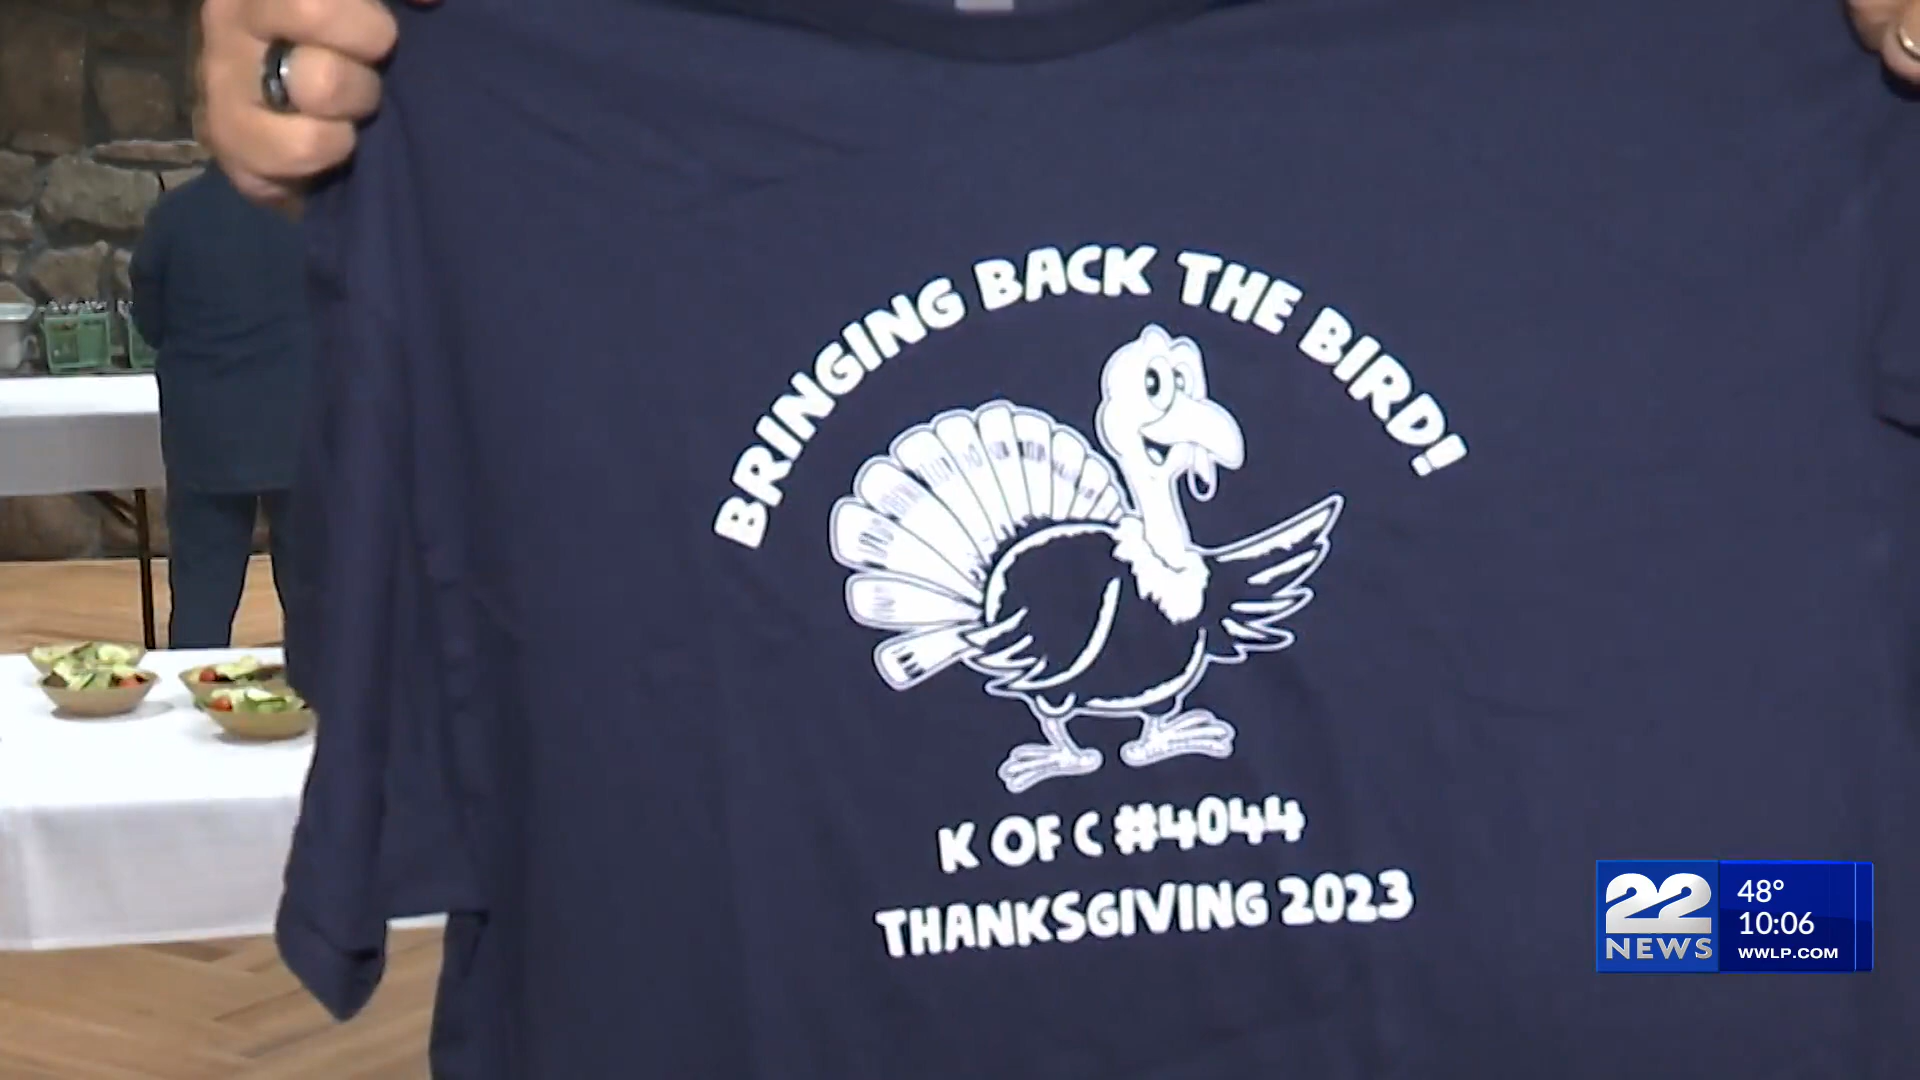 BRINGING BACK THE BIRD!
K OF C #4044
THANKSGIVING 2023
22 NEWS
48°
10:06
WWLP.COM